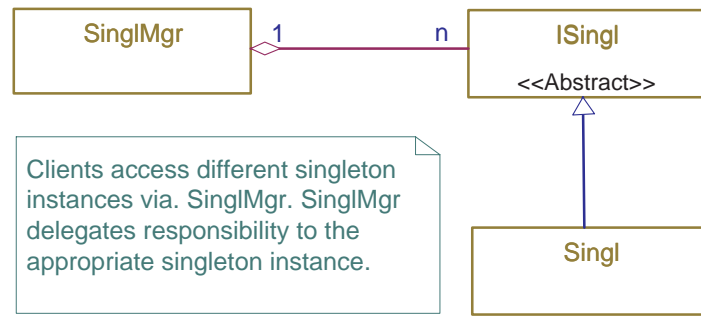 SinglMgr
1
n
ISingl
<<Abstract>>
Clients access different singleton
instances via. SinglMgr. SinglMgr
delegates responsibility to the
appropriate singleton instance.
Singl